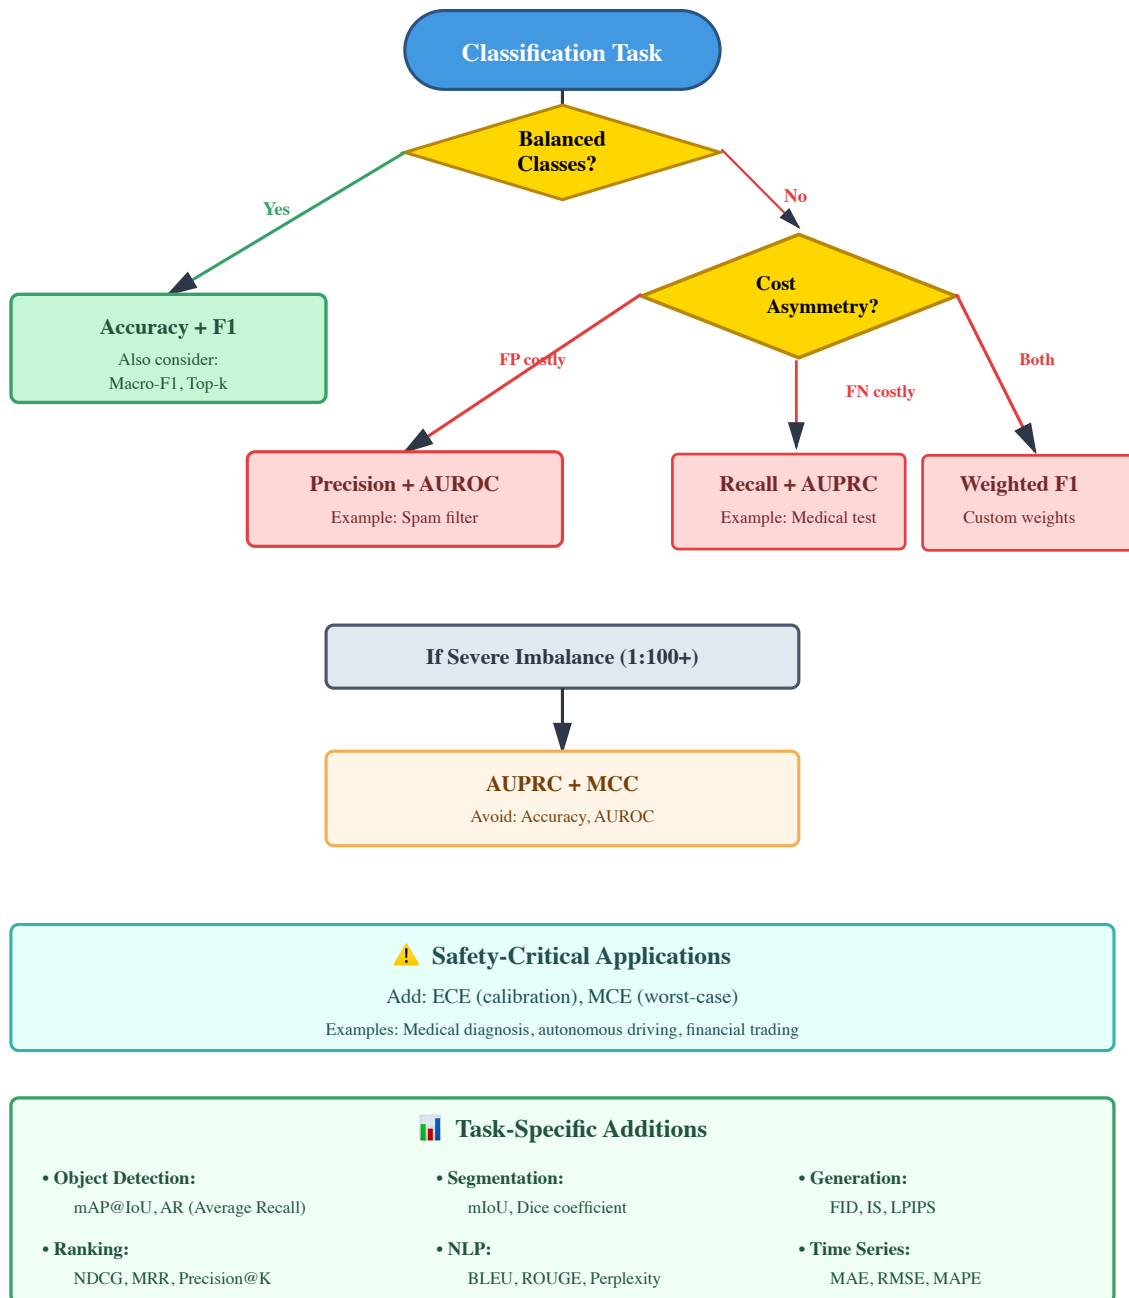 Classification Task
Balanced
Classes?
Yes
No
Cost
Asymmetry?
Accuracy + F1
Also consider:
Macro-F1, Top-k
FP costly
FN costly
Both
Precision + AUROC
Example: Spam filter
Recall + AUPRC
Example: Medical test
Weighted F1
Custom weights
If Severe Imbalance (1:100+)
AUPRC + MCC
Avoid: Accuracy, AUROC
Safety-Critical Applications
Add: ECE (calibration), MCE (worst-case)
Examples: Medical diagnosis, autonomous driving, financial trading
Task-Specific Additions
• Object Detection:
mAP@IoU, AR (Average Recall)
• Segmentation:
mIoU, Dice coefficient
• Generation:
FID, IS, LPIPS
• Ranking:
NDCG, MRR, Precision@K
• NLP:
BLEU, ROUGE, Perplexity
• Time Series:
MAE, RMSE, MAPE